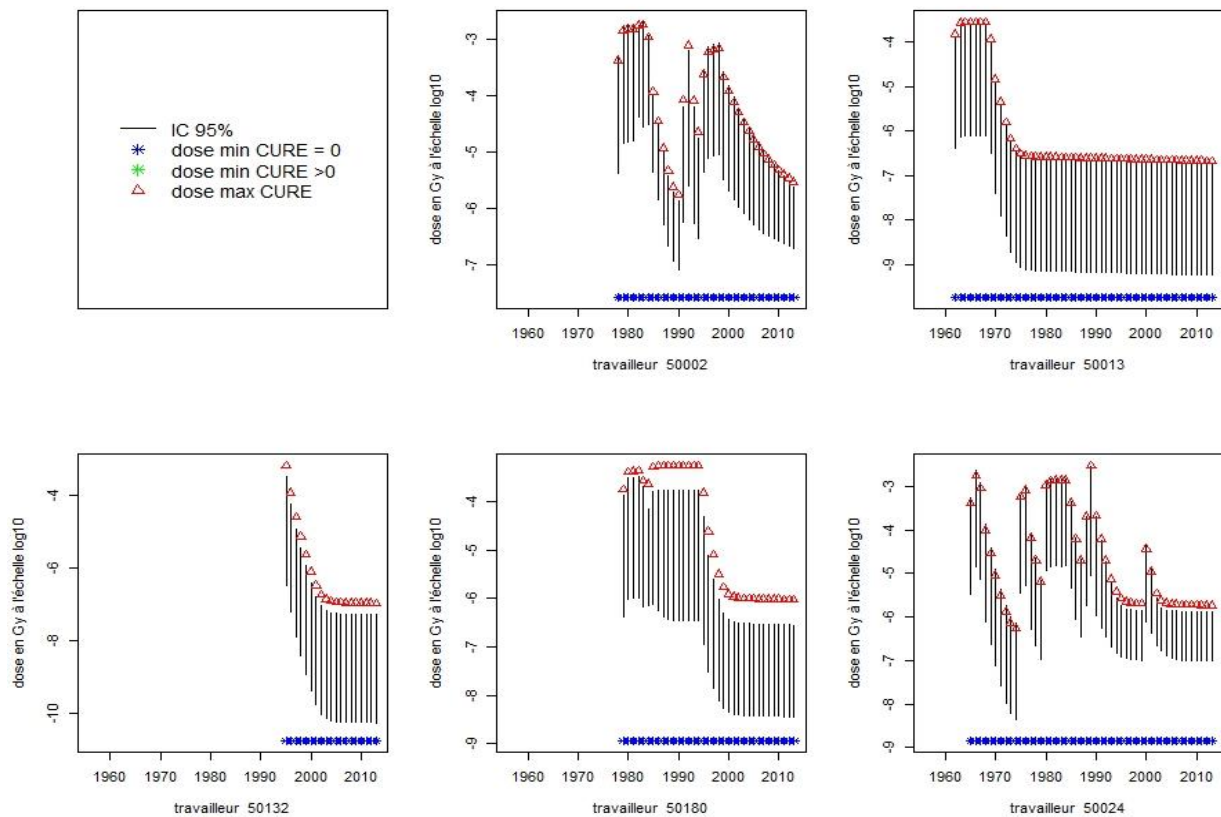 IC 95%
dose min CURE = 0
dose min CURE >0
dose max CURE
dose en Gy à l'échelle log10
-3
-4
-5
-6
-7
1960 1970 1980 1990 2000 2010
travailleur 50002
dose en Gy à l'échelle log10
-4
-5
-6
-7
-9
1960 1970 1980 1990 2000 2010
travailleur 50013
dose en Gy à l'échelle log10
-4
-6
-8
-10
1960 1970 1980 1990 2000 2010
travailleur 50132
dose en Gy à l'échelle log10
-4
-5
-6
-7
-8
-9
1960 1970 1980 1990 2000 2010
travailleur 50180
dose en Gy à l'échelle log10
-3
-4
-5
-6
-7
-8
-9
1960 1970 1980 1990 2000 2010
travailleur 50024